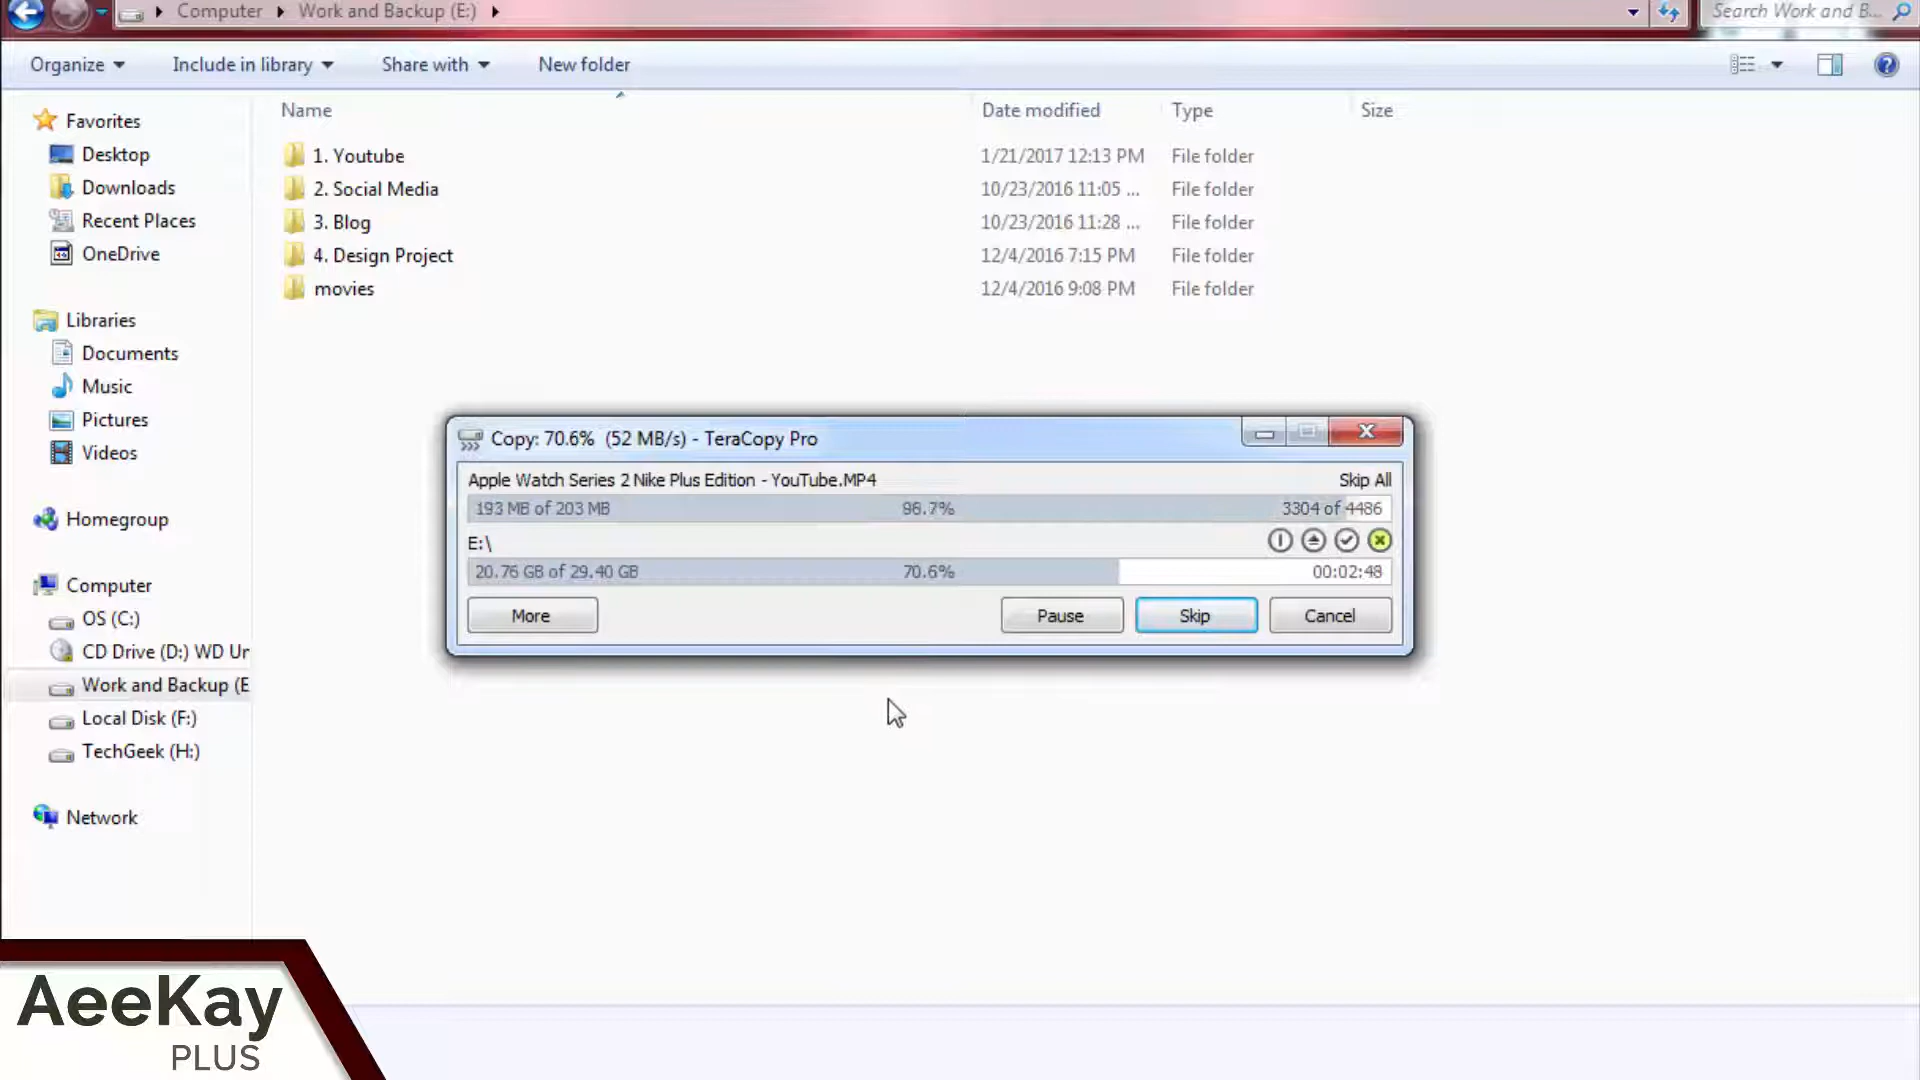 Computer Work and Backup (E:)
Search Work and B...
Organize Include in library Share with New folder
Name Date modified Type Size
Favorites
Desktop
Downloads
Recent Places
OneDrive
Libraries
Documents
Music
Pictures
Videos
Homegroup
Computer
OS (C:)
CD Drive (D:) WD Un
Work and Backup (E
Local Disk (F:)
TechGeek (H:)
Network
1. Youtube 1/21/2017 12:13 PM File folder
2. Social Media 10/23/2016 11:05 ... File folder
3. Blog 10/23/2016 11:28 ... File folder
4. Design Project 12/4/2016 7:15 PM File folder
movies 12/4/2016 9:08 PM File folder
Copy: 70.6% (52 MB/s) - TeraCopy Pro
Apple Watch Series 2 Nike Plus Edition - YouTube.MP4 Skip All
193 MB of 203 MB 96.7% 3304 of 4486
E:\
20.76 GB of 29.40 GB 70.6% 00:02:48
More Pause Skip Cancel
AeeKay
PLUS